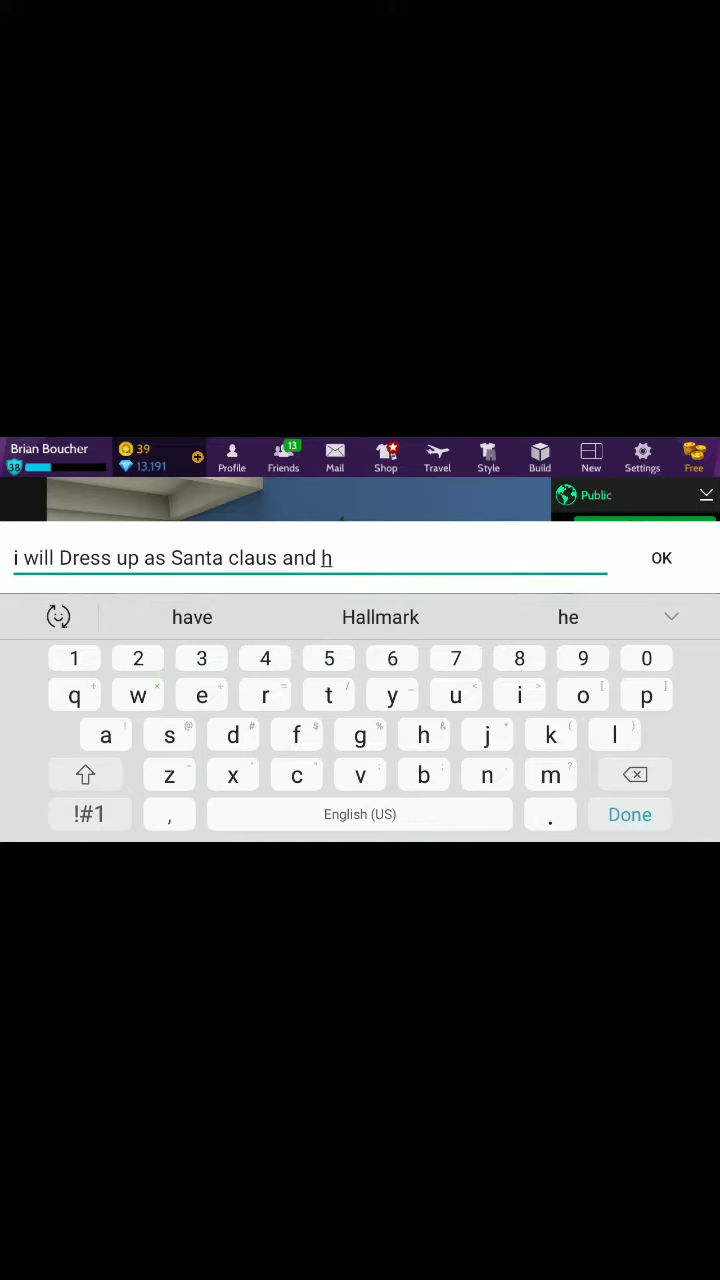 Brian Boucher
38
39
13,191
Profile
13
Friends
Mail
Shop
Travel
Style
Build
New
Settings
Free
Public
i will Dress up as Santa claus and h
OK
have Hallmark he
1 2 3 4 5 6 7 8 9 0
q w e r t y u i o p
a s d f g h j k l
z x c v b n m
!#1 , English (US) . Done